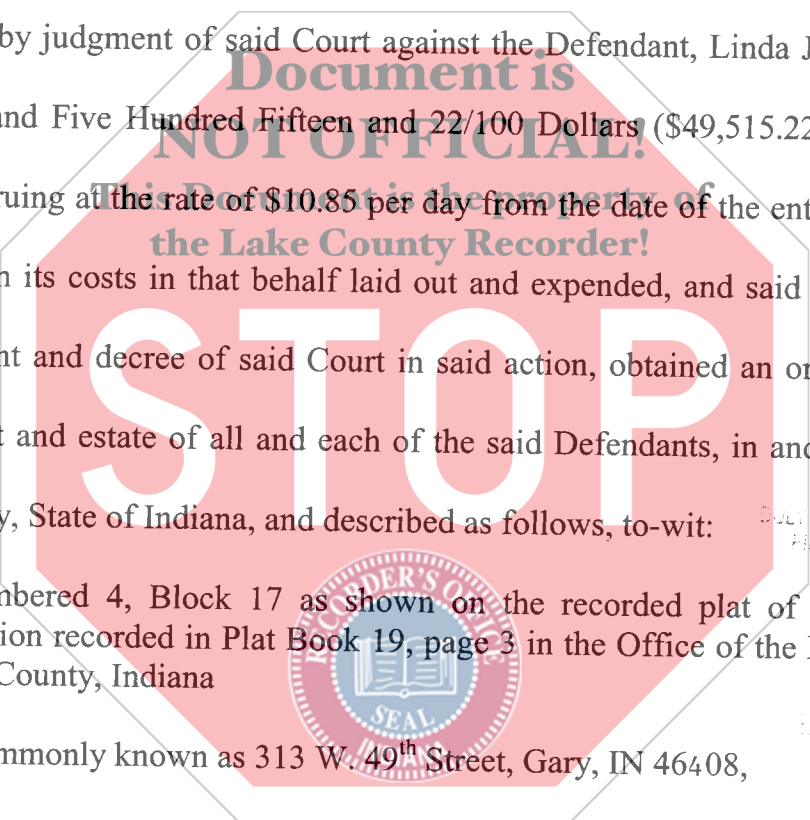 by judgment of said Court against the Defendant, Linda J
Document is
nd Five Hundred Fifteen and 22/100 Dollars ($49,515.22
NOT OFFICIAL!
ruing at the rate of $10.85 per day from the date of the ent
This Document is the property of
the Lake County Recorder!
n its costs in that behalf laid out and expended, and said
nt and decree of said Court in said action, obtained an or
STOP
t and estate of all and each of the said Defendants, in and
y, State of Indiana, and described as follows, to-wit:
nbered 4, Block 17 as shown on the recorded plat of
RECORDER'S OFFICE
ion recorded in Plat Book 19, page 3 in the Office of the
County, Indiana
SEAL
INDIANA
mmonly known as 313 W. 49th Street, Gary, IN 46408,